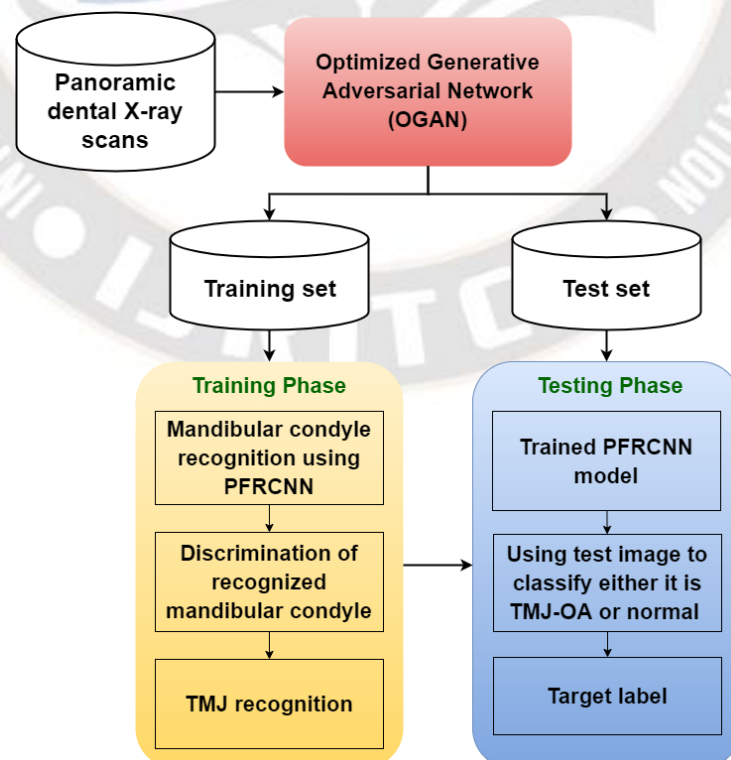 Panoramic
dental X-ray
scans
Optimized Generative
Adversarial Network
(OGAN)
Training set
Test set
Training Phase
Mandibular condyle
recognition using
PFRCNN
Discrimination of
recognized
mandibular condyle
TMJ recognition
Testing Phase
Trained PFRCNN
model
Using test image to
classify either it is
TMJ-OA or normal
Target label